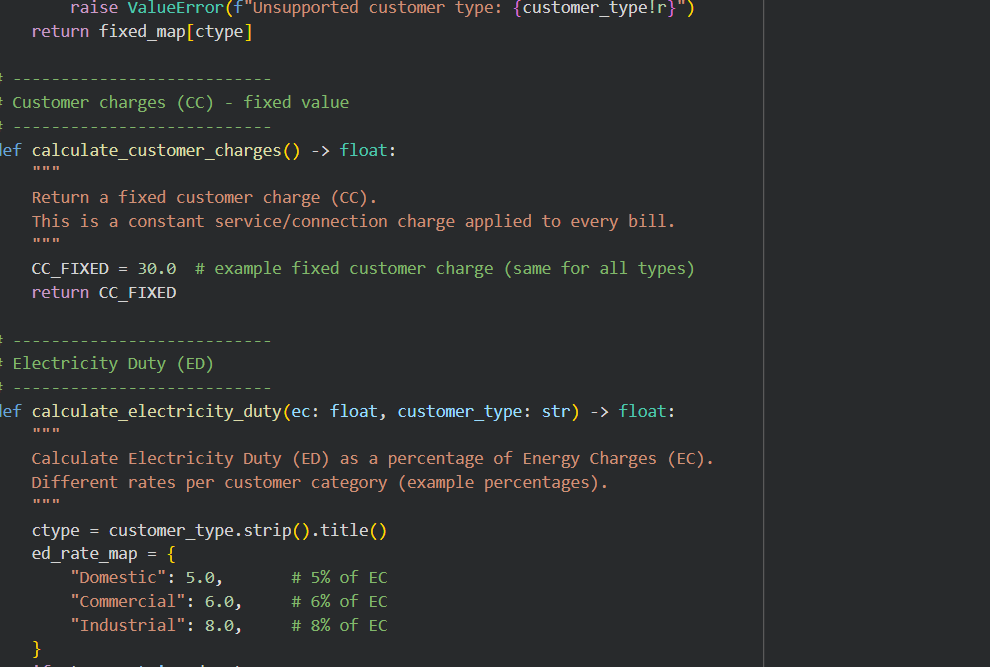 raise ValueError(f"Unsupported customer type: {customer_type!r}")
return fixed_map[ctype]
# ---------------------------
# Customer charges (CC) - fixed value
# ---------------------------
def calculate_customer_charges() -> float:
"""
Return a fixed customer charge (CC).
This is a constant service/connection charge applied to every bill.
"""
CC_FIXED = 30.0  # example fixed customer charge (same for all types)
return CC_FIXED
# ---------------------------
# Electricity Duty (ED)
# ---------------------------
def calculate_electricity_duty(ec: float, customer_type: str) -> float:
"""
Calculate Electricity Duty (ED) as a percentage of Energy Charges (EC).
Different rates per customer category (example percentages).
"""
ctype = customer_type.strip().title()
ed_rate_map = {
"Domestic": 5.0,       # 5% of EC
"Commercial": 6.0,     # 6% of EC
"Industrial": 8.0,     # 8% of EC
}